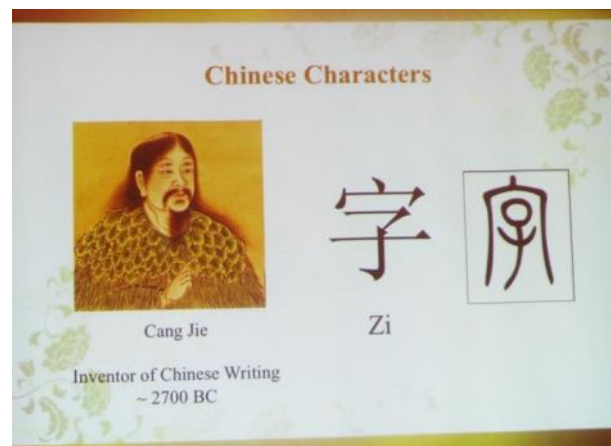 Chinese Characters
字
字
Cang Jie
Zi
Inventor of Chinese Writing
~ 2700 BC